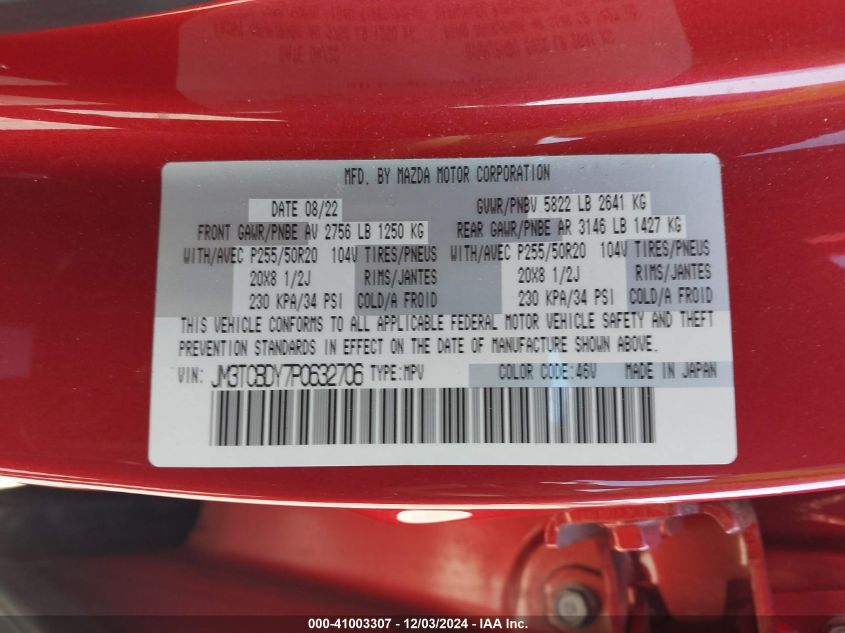 MFD. BY MAZDA MOTOR CORPORATION
DATE 08/22 GVWR/PNBV 5822 LB 2641 KG
FRONT GAWR/PNBE AV 2756 LB 1250 KG REAR GAWR/PNBE AR 3146 LB 1427 KG
WITH/AVEC P255/50R20 104V TIRES/PNEUS WITH/AVEC P255/50R20 104V TIRES/PNEUS
20X8 1/2J RIMS/JANTES 20X8 1/2J RIMS/JANTES
230 KPA/34 PSI COLD/A FROID 230 KPA/34 PSI COLD/A FROID
THIS VEHICLE CONFORMS TO ALL APPLICABLE FEDERAL MOTOR VEHICLE SAFETY AND THEFT
PREVENTION STANDARDS IN EFFECT ON THE DATE OF MANUFACTURE SHOWN ABOVE.
VIN: JM3TCBDY7P0632706 TYPE:MPV COLOR CODE:46V MADE IN JAPAN
000-41003307 - 12/03/2024 - IAA Inc.